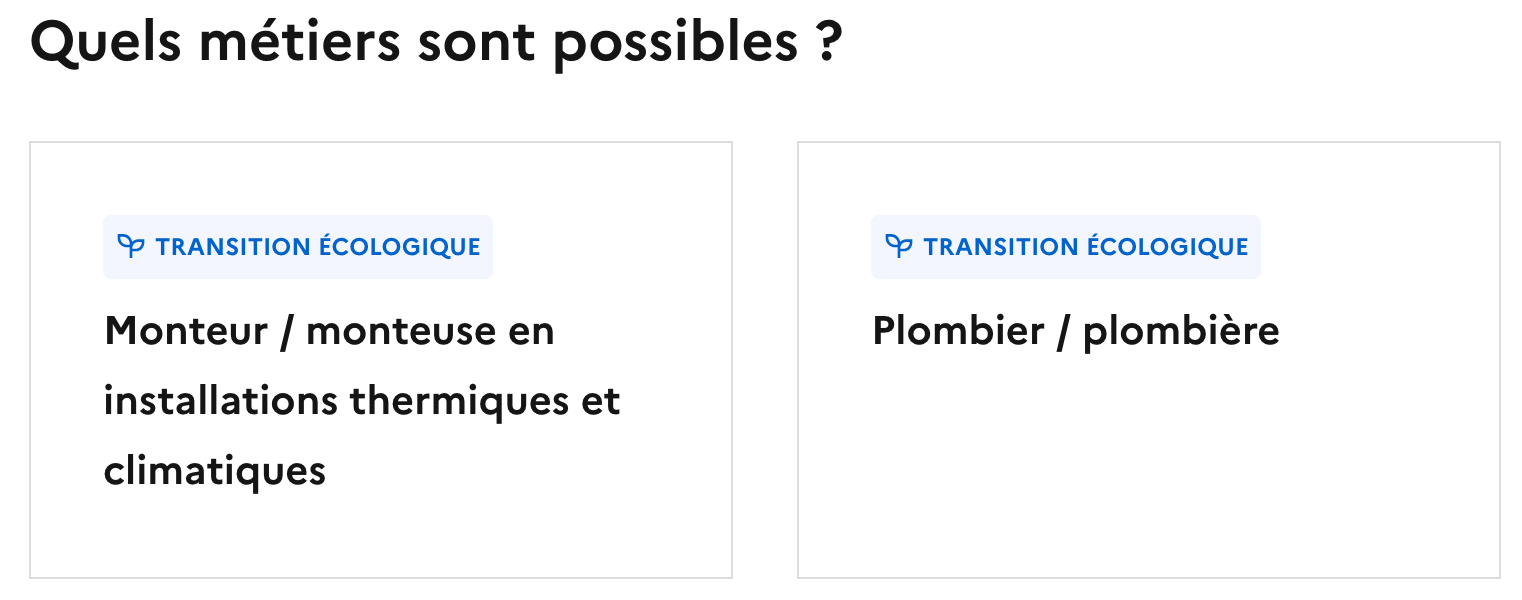 Quels métiers sont possibles ?
TRANSITION ÉCOLOGIQUE
Monteur / monteuse en
installations thermiques et
climatiques
TRANSITION ÉCOLOGIQUE
Plombier / plombière